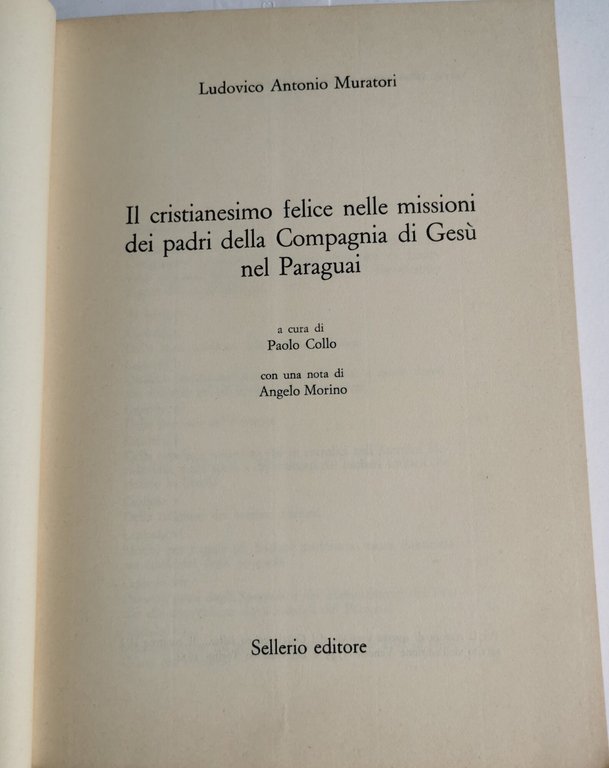 Ludovico Antonio Muratori
Il cristianesimo felice nelle missioni
dei padri della Compagnia di Gesù
nel Paraguai
a cura di
Paolo Collo
con una nota di
Angelo Morino
Sellerio editore